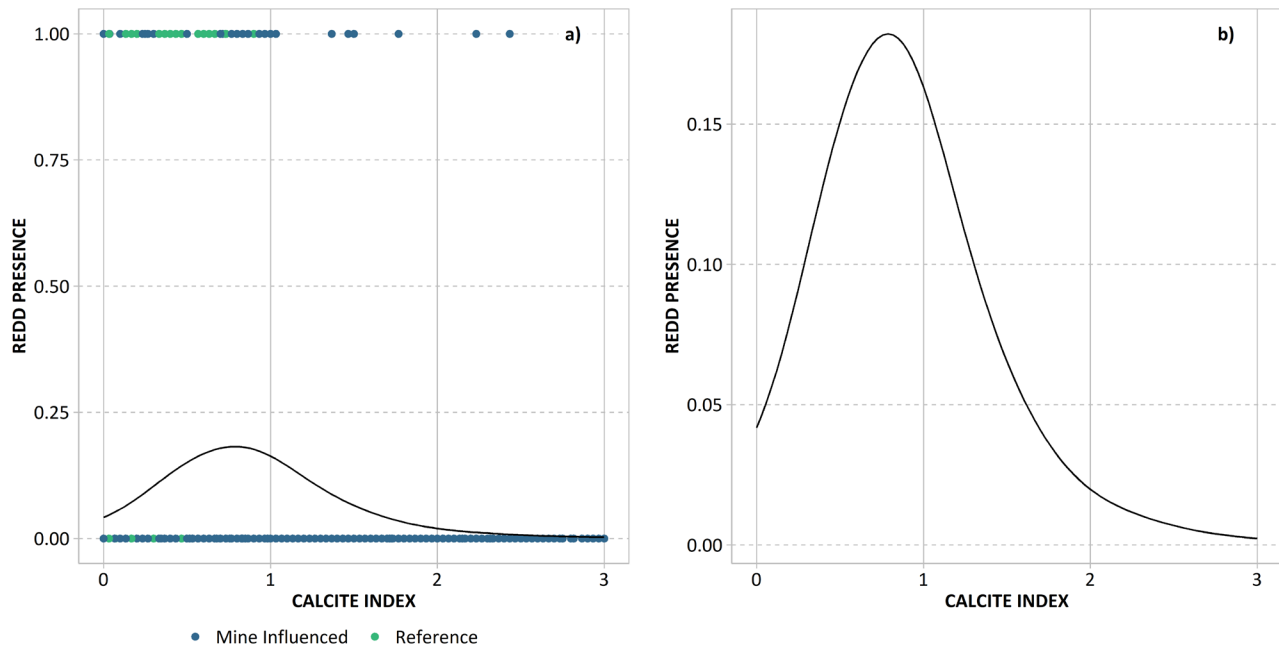 a)
1.00
0.75
0.50
0.25
0.00
REDD PRESENCE
0 1 2 3
CALCITE INDEX
Mine Influenced Reference
b)
0.15
0.10
0.05
0.00
REDD PRESENCE
0 1 2 3
CALCITE INDEX